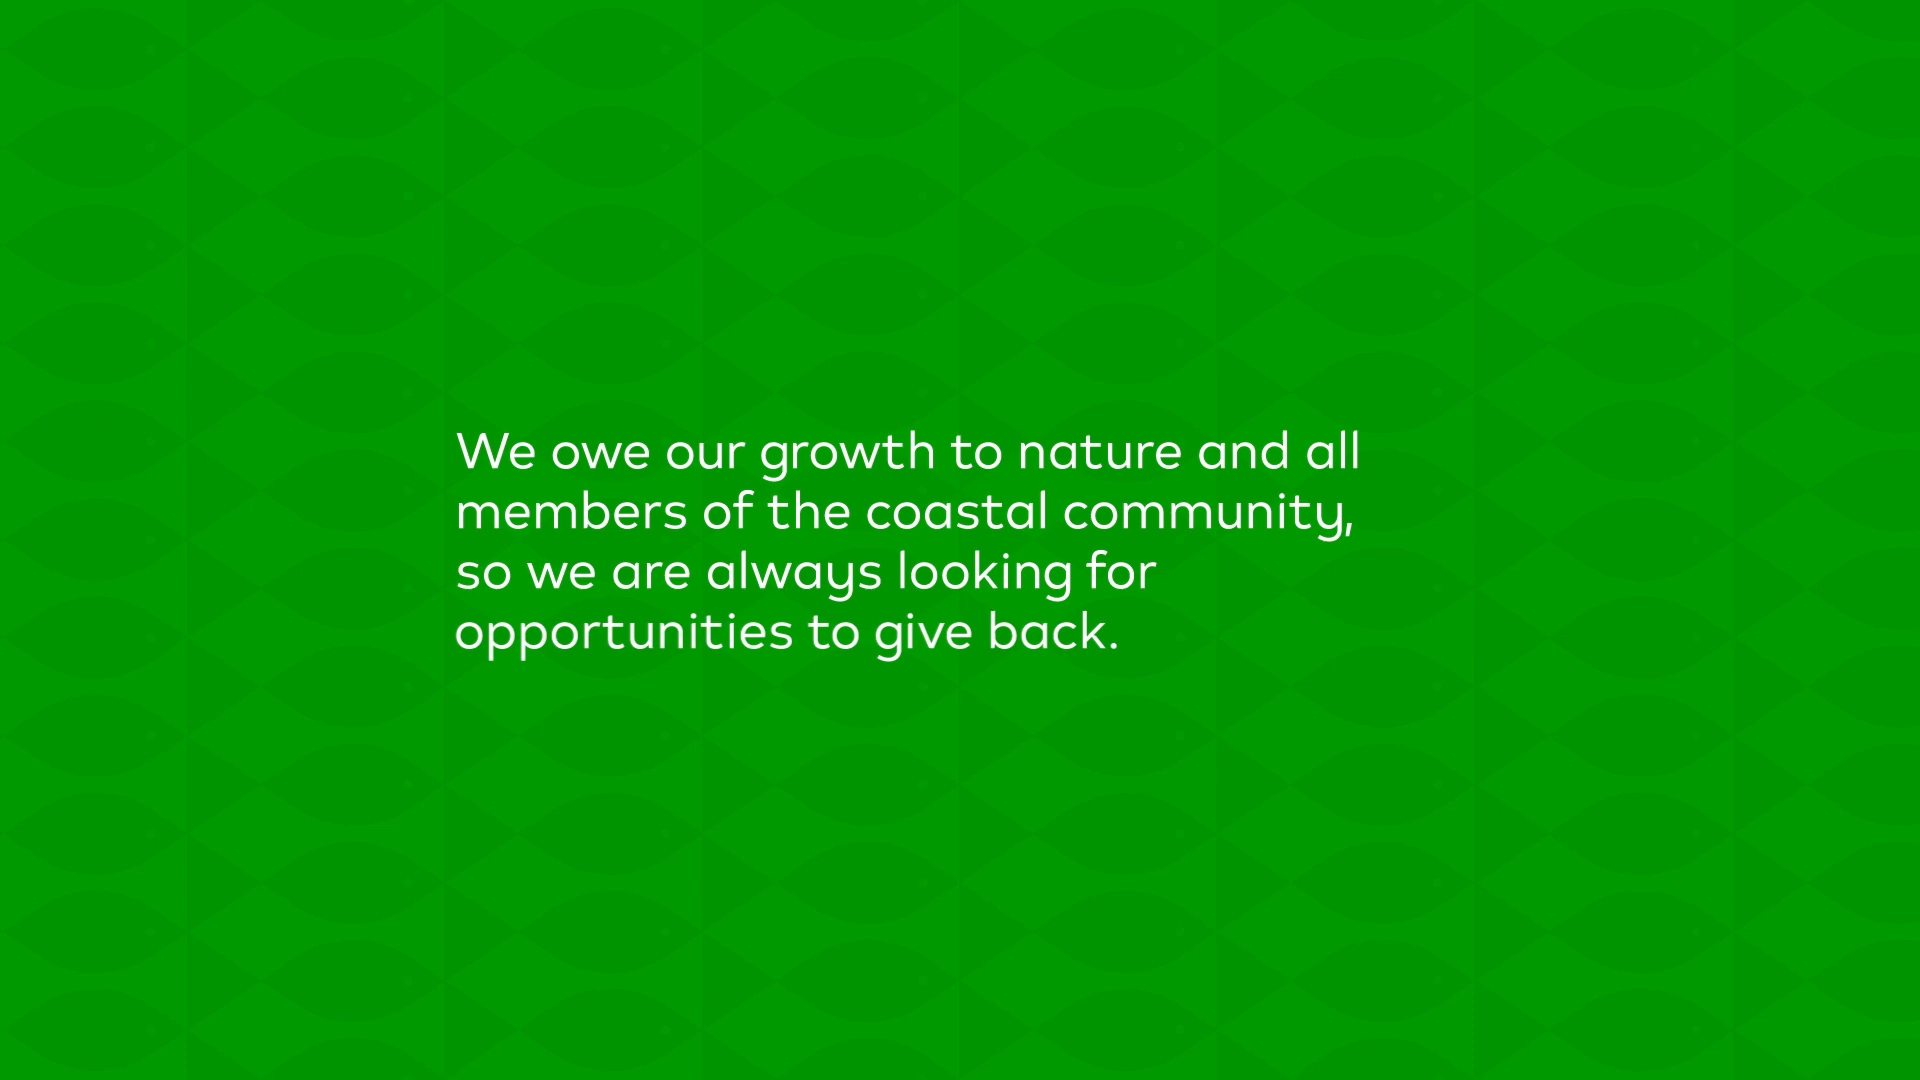 We owe our growth to nature and all
members of the coastal community,
so we are always looking for
opportunities to give back.